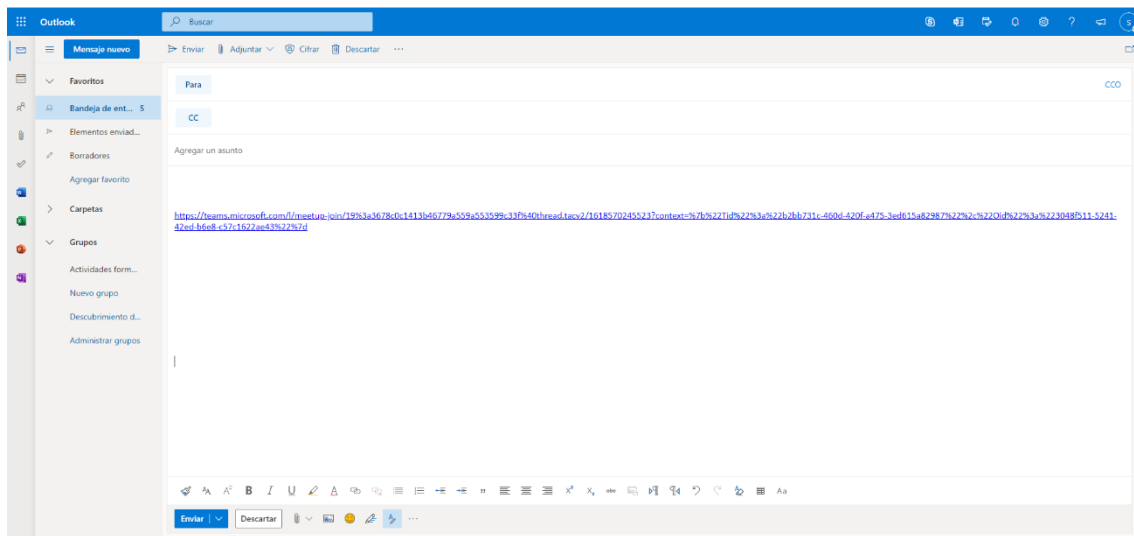 Outlook
Buscar
Mensaje nuevo
Enviar Adjuntar Cifrar Descartar ...
Favoritos
Bandeja de ent... 5
Elementos enviad...
Borradores
Agregar favorito
Carpetas
Grupos
Actividades form...
Nuevo grupo
Descubrimiento d...
Administrar grupos
Para
CCO
CC
Agregar un asunto
https://teams.microsoft.com/l/meetup-join/19%3a3678c0c1413b46779a559a553599c33f%40thread.tacv2/1618570245523?context=%7b%22Tid%22%3a%22b2bb731c-460d-420f-a475-3ed615a82987%22%2c%22Oid%22%3a%223048f511-5241-
42ed-b6e8-c57c1622ae43%22%7d
Enviar
Descartar